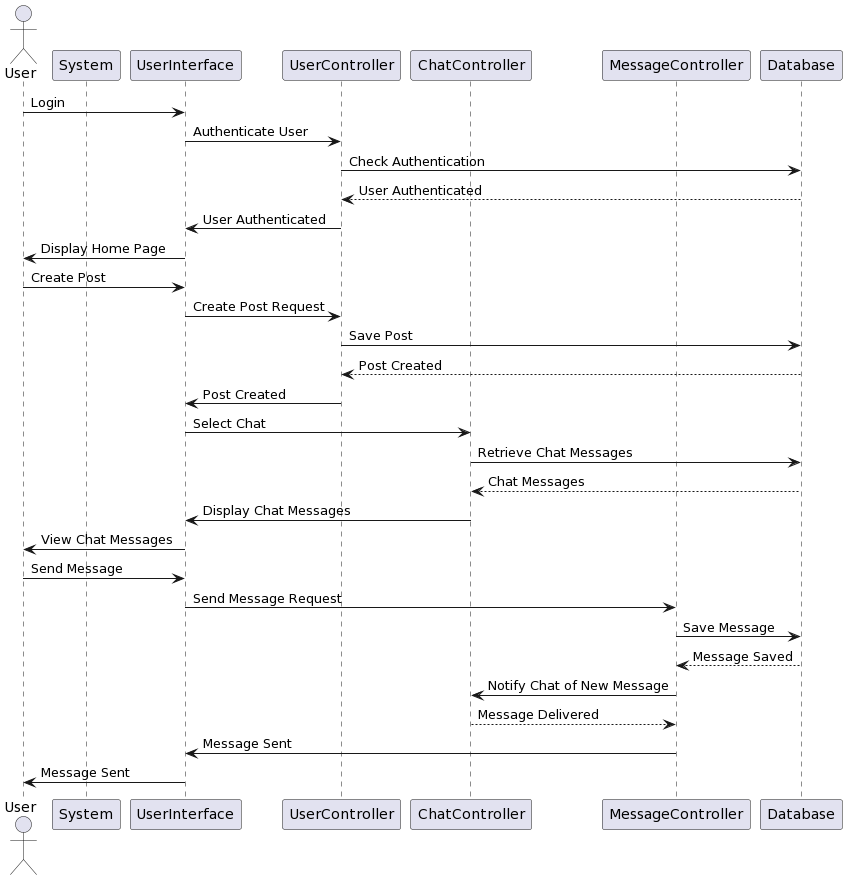 User
System
UserInterface
UserController
ChatController
MessageController
Database
Login
Authenticate User
Check Authentication
User Authenticated
User Authenticated
Display Home Page
Create Post
Create Post Request
Save Post
Post Created
Post Created
Select Chat
Retrieve Chat Messages
Chat Messages
Display Chat Messages
View Chat Messages
Send Message
Send Message Request
Save Message
Message Saved
Notify Chat of New Message
Message Delivered
Message Sent
Message Sent
User
System
UserInterface
UserController
ChatController
MessageController
Database